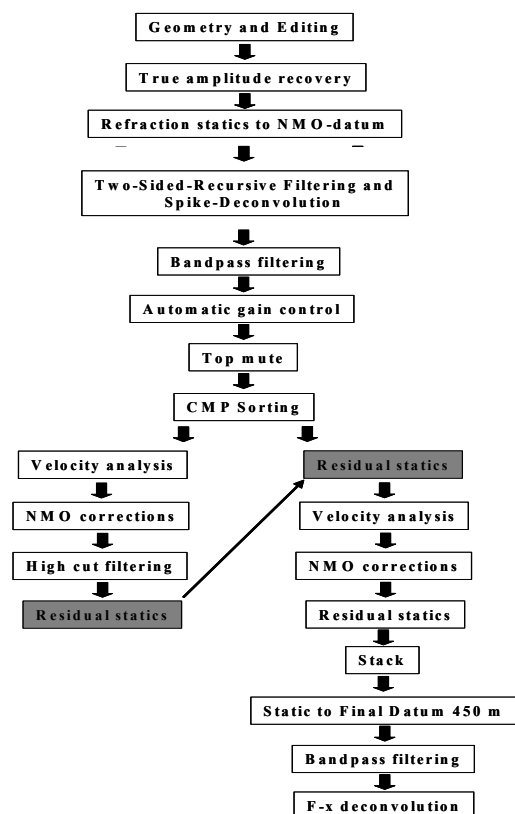 Geometry and Editing
True amplitude recovery
Refraction statics to NMO-datum
Two-Sided-Recursive Filtering and
Spike-Deconvolution
Bandpass filtering
Automatic gain control
Top mute
CMP Sorting
Velocity analysis
NMO corrections
High cut filtering
Residual statics
Residual statics
Velocity analysis
NMO corrections
Residual statics
Stack
Static to Final Datum 450 m
Bandpass filtering
F-x deconvolution